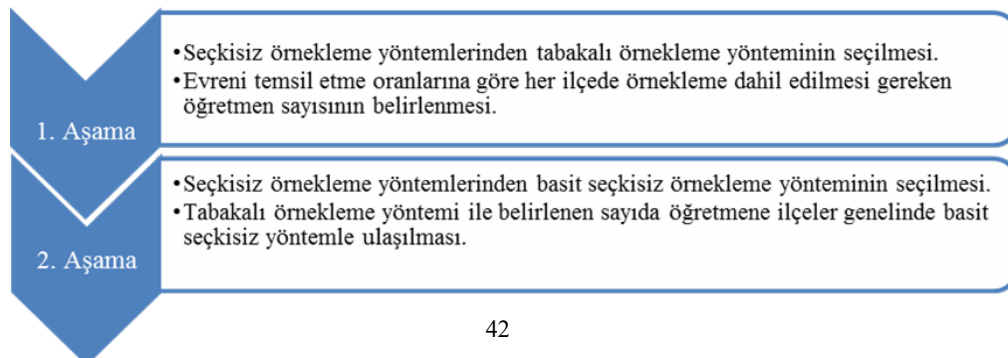 1. Aşama
•Seçkisiz örnekleme yöntemlerinden tabakalı örnekleme yönteminin seçilmesi.
•Evreni temsil etme oranlarına göre her ilçede örnekleme dahil edilmesi gereken
öğretmen sayısının belirlenmesi.
2. Aşama
•Seçkisiz örnekleme yöntemlerinden basit seçkisiz örnekleme yönteminin seçilmesi.
•Tabakalı örnekleme yöntemi ile belirlenen sayıda öğretmene ilçeler genelinde basit
seçkisiz yöntemle ulaşılması.
42